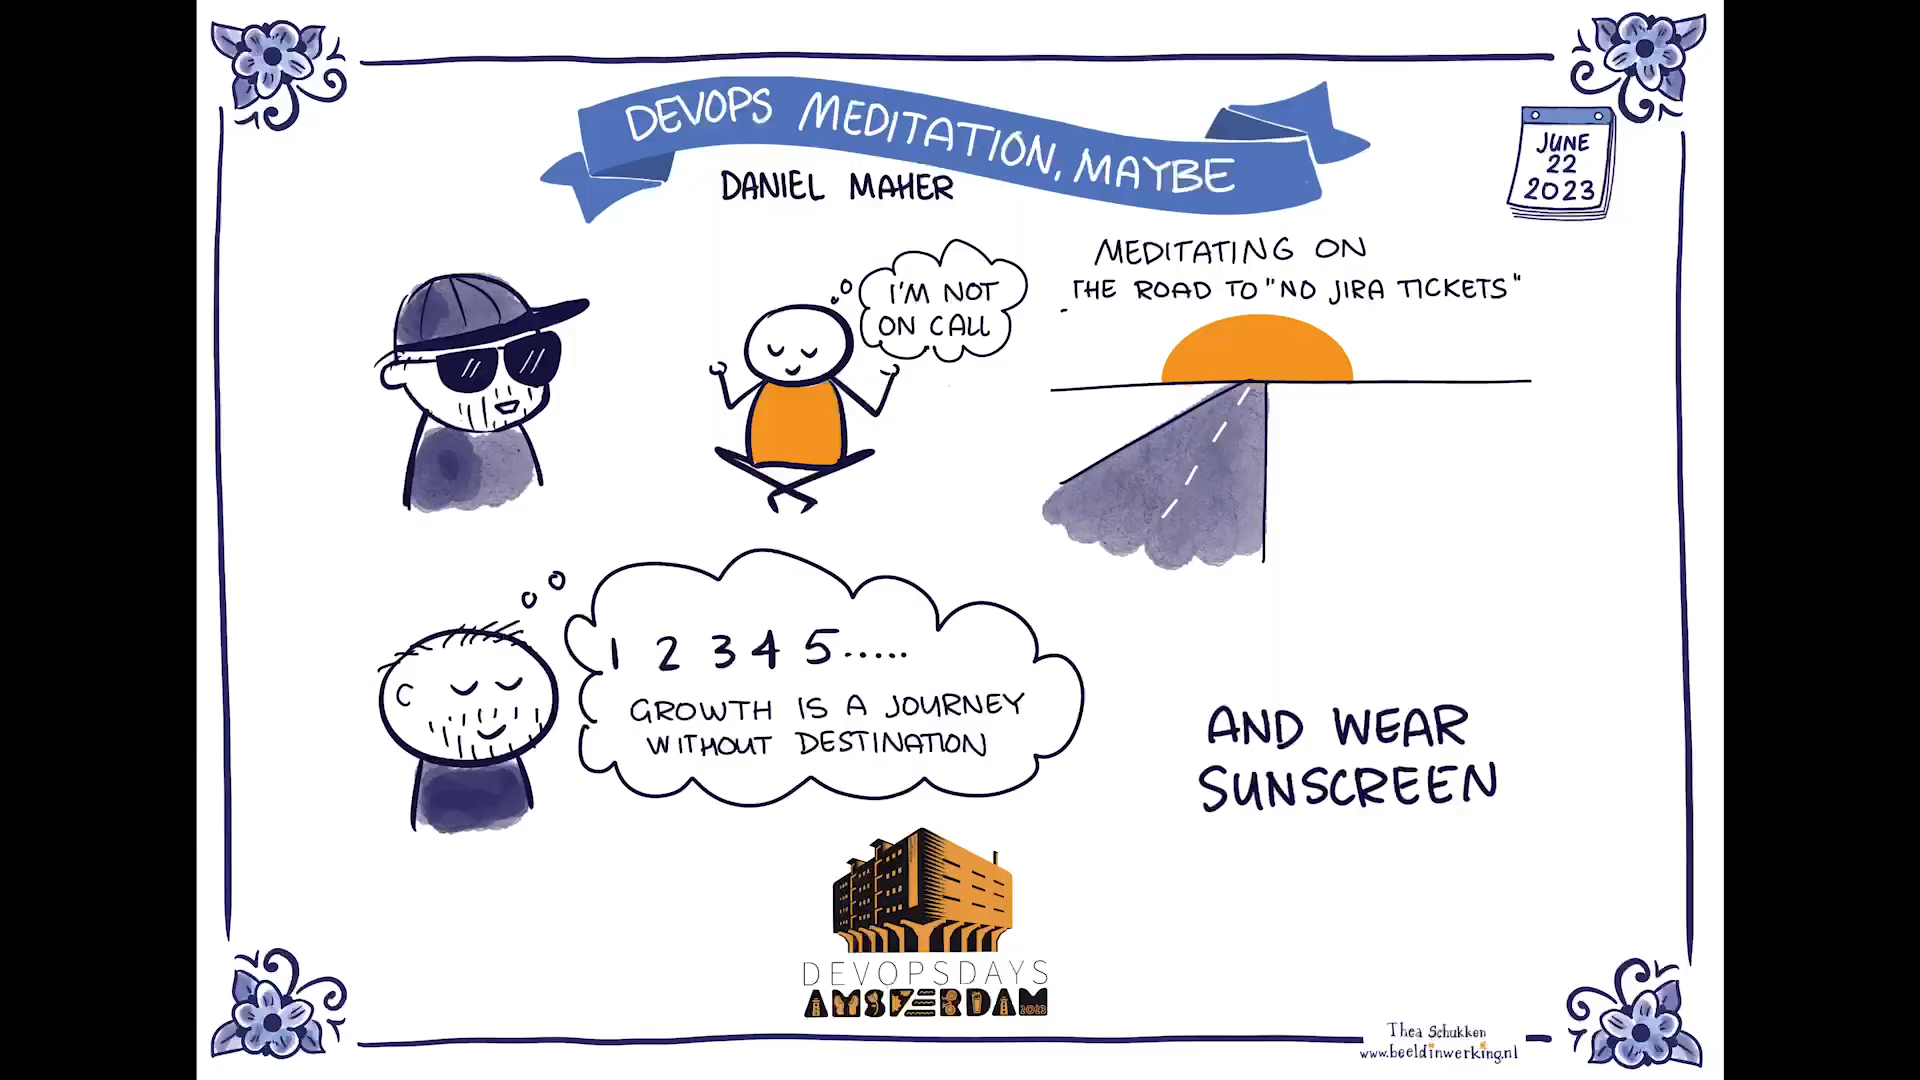 DEVOPS MEDITATION, MAYBE
DANIEL MAHER
JUNE
22
2023
I'M NOT
ON CALL
MEDITATING ON
THE ROAD TO "NO JIRA TICKETS"
1 2 3 4 5.....
GROWTH IS A JOURNEY
WITHOUT DESTINATION
AND WEAR
SUNSCREEN
DEVOPSDAYS
AMSTERDAM 2023
Thea Schukken
www.beeldinwerking.nl